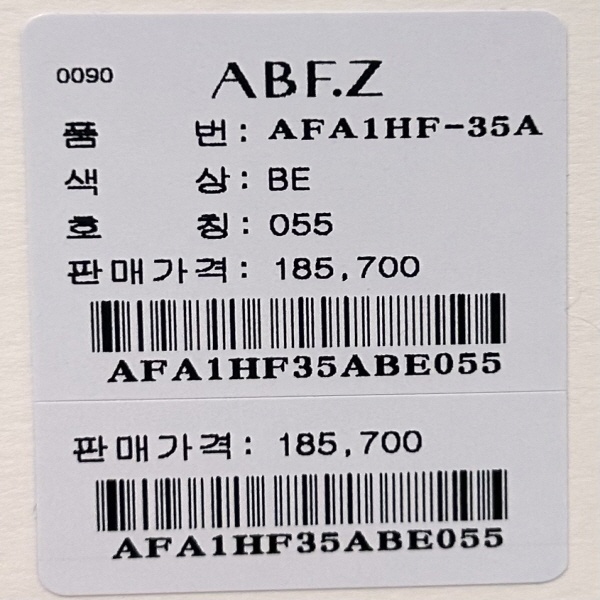 0090 ABF.Z
품 번: AFA1HF-35A
색 상: BE
호 칭: 055
판매가격: 185,700
AFA1HF35ABE055
판매가격: 185,700
AFA1HF35ABE055